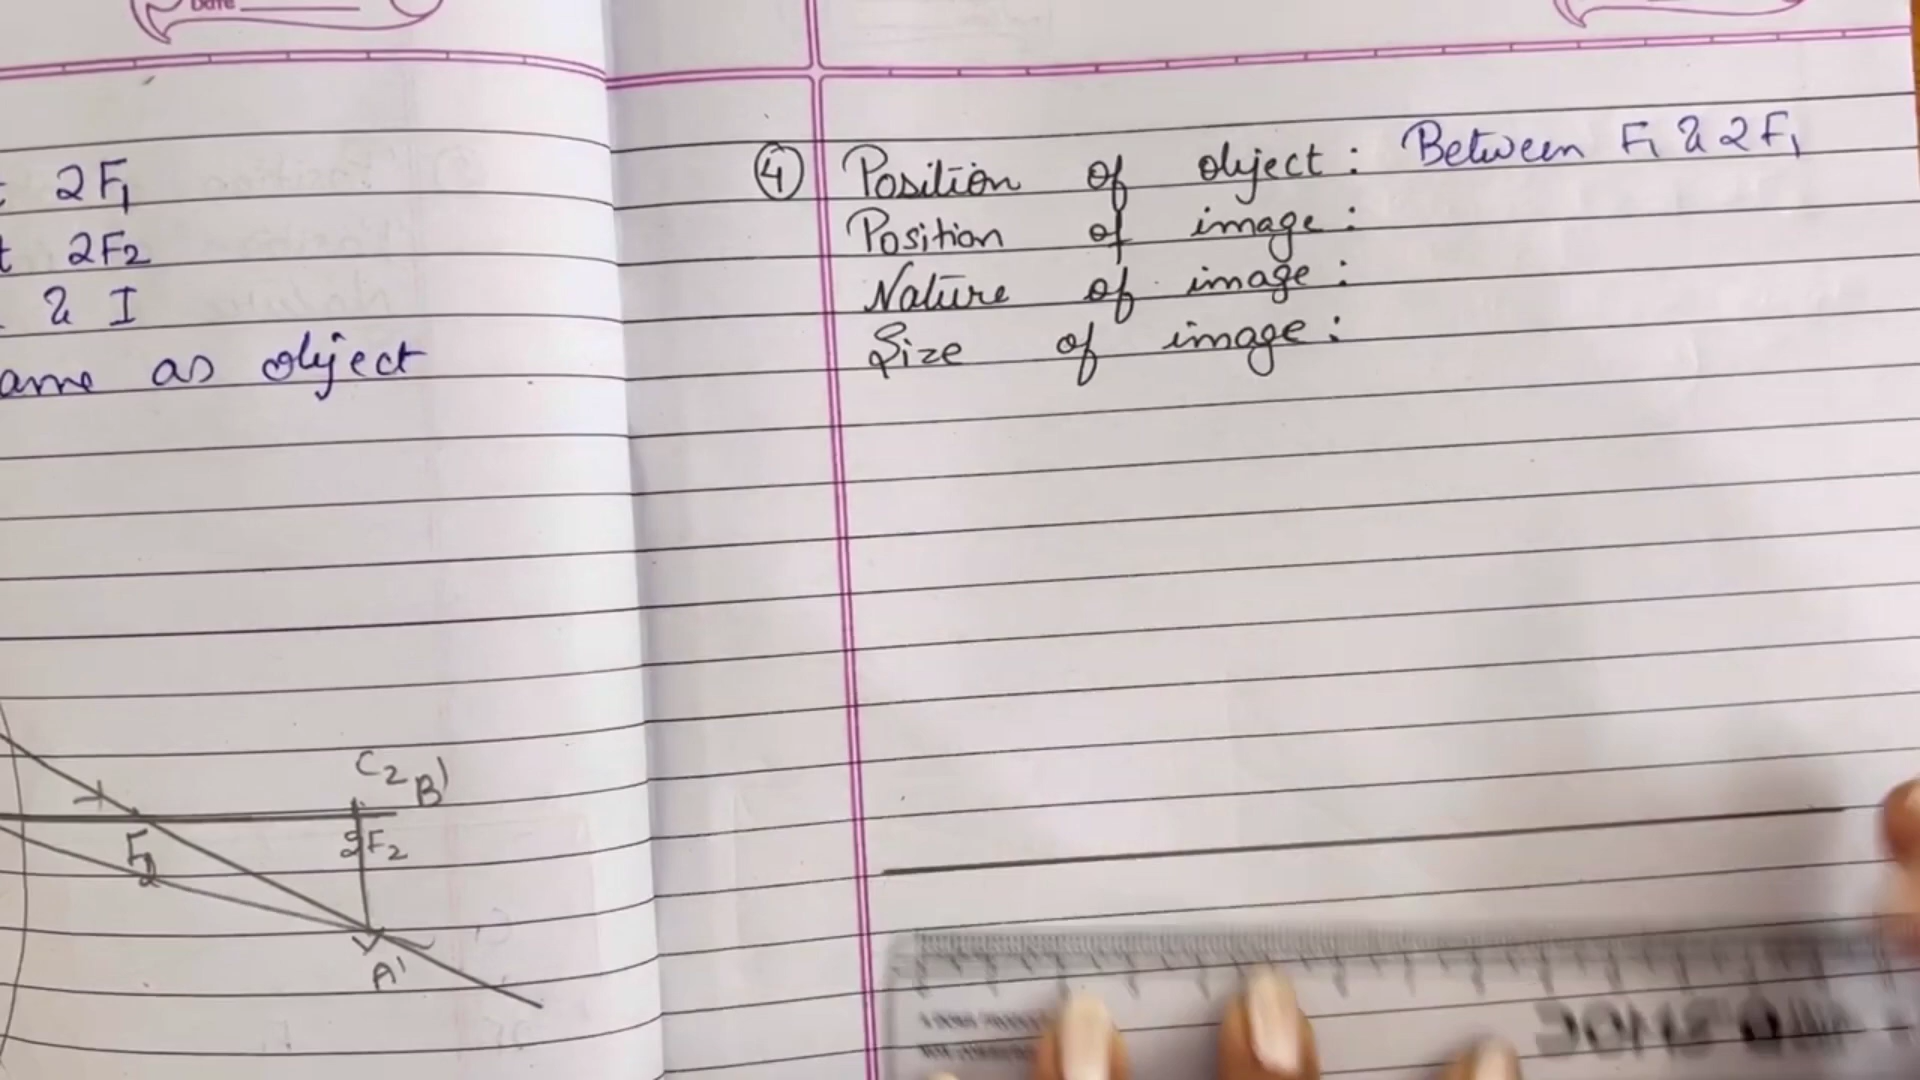 Date
2F1
t 2F2
& I
ame as object
C2 B'
F2
2F2
A'
④ Position of object: Between F1 & 2F1
Position of image:
Nature of image:
Size of image: